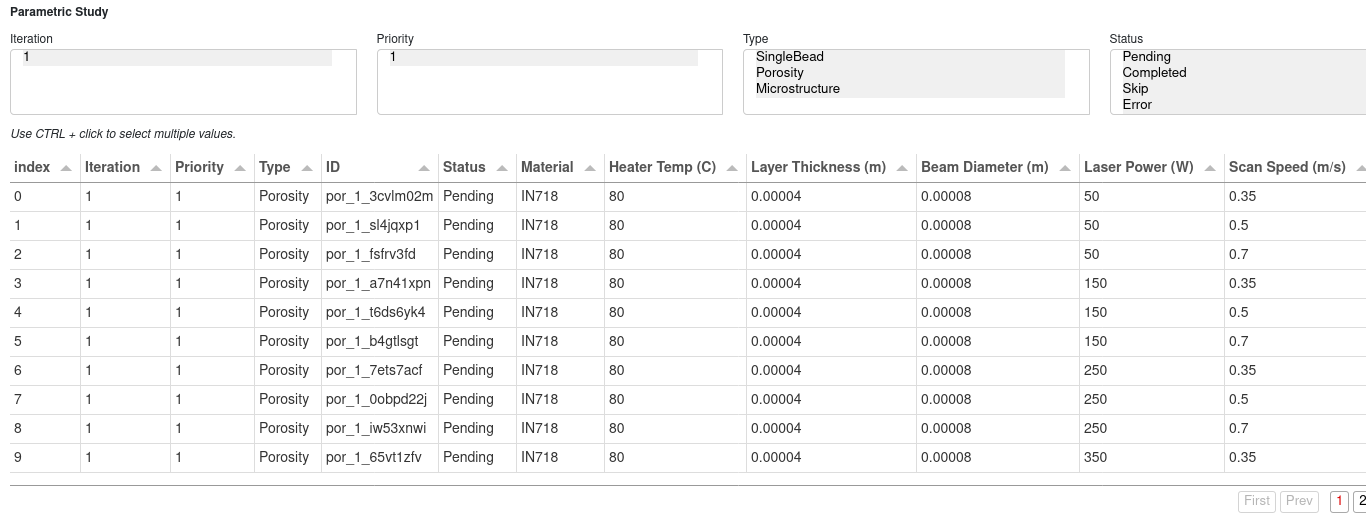 Parametric Study
Iteration Priority Type Status
1 1 SingleBead Pending
Porosity Completed
Microstructure Skip
Error
Use CTRL + click to select multiple values.
index Iteration Priority Type ID Status Material Heater Temp (C) Layer Thickness (m) Beam Diameter (m) Laser Power (W) Scan Speed (m/s)
0 1 1 Porosity por_1_3cvlm02m Pending IN718 80 0.00004 0.00008 50 0.35
1 1 1 Porosity por_1_sl4jqxp1 Pending IN718 80 0.00004 0.00008 50 0.5
2 1 1 Porosity por_1_fsfrv3fd Pending IN718 80 0.00004 0.00008 50 0.7
3 1 1 Porosity por_1_a7n41xpn Pending IN718 80 0.00004 0.00008 150 0.35
4 1 1 Porosity por_1_t6ds6yk4 Pending IN718 80 0.00004 0.00008 150 0.5
5 1 1 Porosity por_1_b4gtlsgt Pending IN718 80 0.00004 0.00008 150 0.7
6 1 1 Porosity por_1_7ets7acf Pending IN718 80 0.00004 0.00008 250 0.35
7 1 1 Porosity por_1_0obpd22j Pending IN718 80 0.00004 0.00008 250 0.5
8 1 1 Porosity por_1_iw53xnwi Pending IN718 80 0.00004 0.00008 250 0.7
9 1 1 Porosity por_1_65vt1zfv Pending IN718 80 0.00004 0.00008 350 0.35
First Prev 1 2